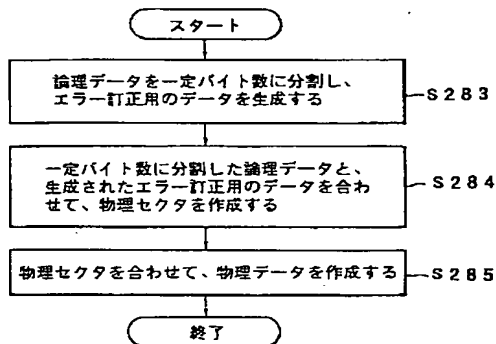 スタート
論理データを一定バイト数に分割し、
エラー訂正用のデータを生成する
S283
一定バイト数に分割した論理データと、
生成されたエラー訂正用のデータを合わ
せて、物理セクタを作成する
S284
物理セクタを合わせて、物理データを作成する
S285
終了